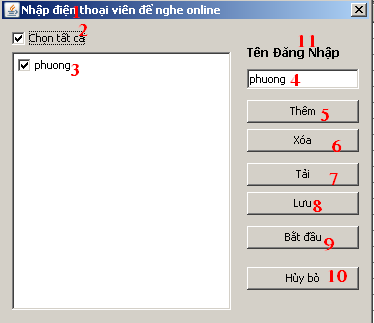 Nhập điện thoại viên để nghe online
1
Chọn tất cả
2
phuong
3
Tên Đăng Nhập
11
phuong
4
Thêm
5
Xóa
6
Tải
7
Lưu
8
Bắt đầu
9
Hủy bỏ
10